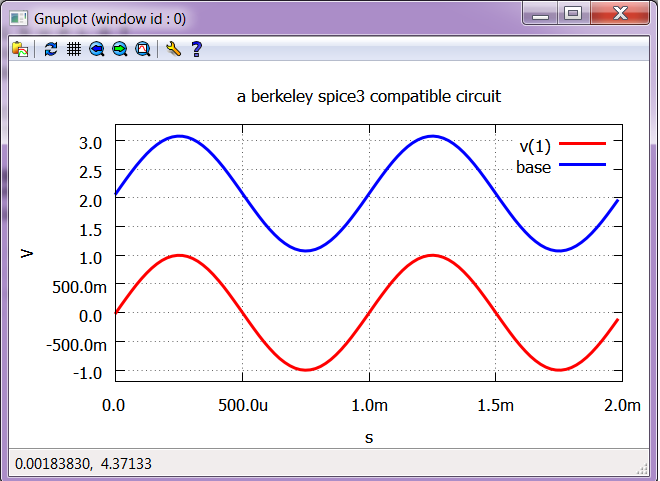 Gnuplot (window id : 0)
a berkeley spice3 compatible circuit
v(1)
base
3.0
2.5
2.0
1.5
1.0
500.0m
0.0
-500.0m
-1.0
V
0.0 500.0u 1.0m 1.5m 2.0m
s
0.00183830, 4.37133